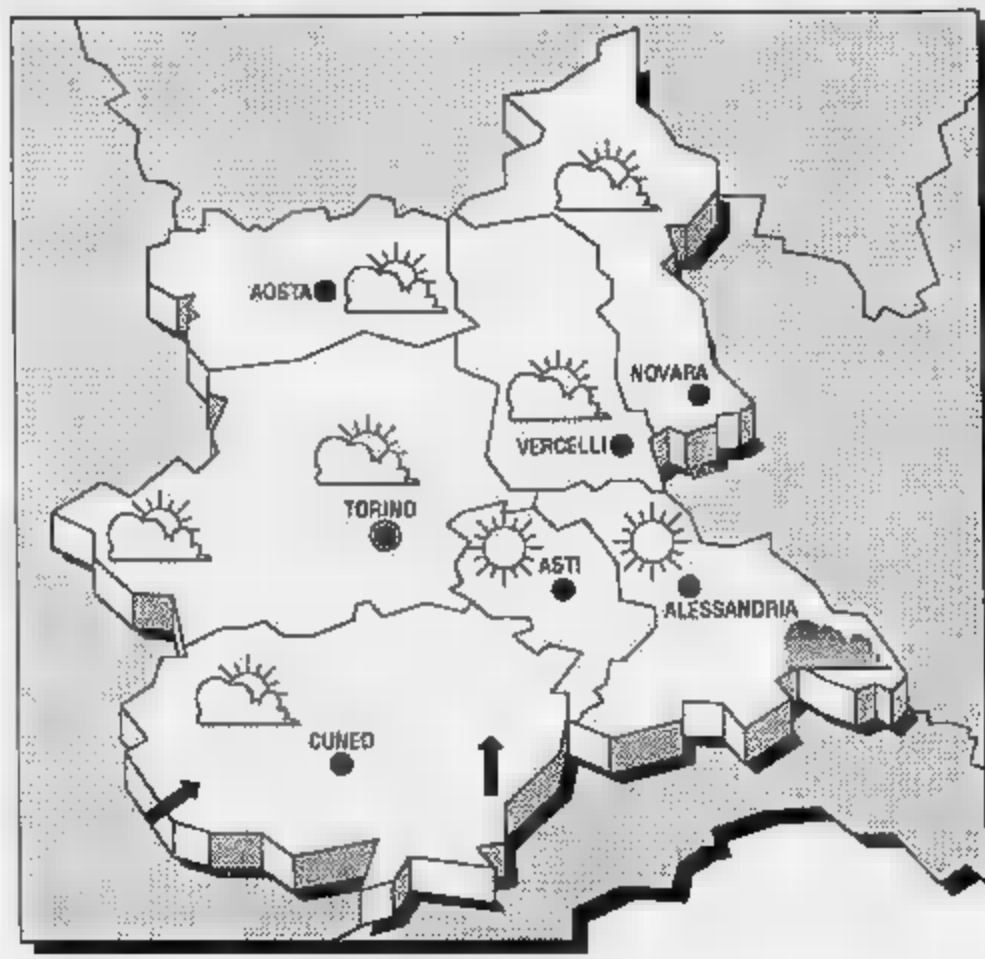 AOSTA
NOVARA
VERCELLI
TORINO
ASTI
ALESSANDRIA
CUNEO